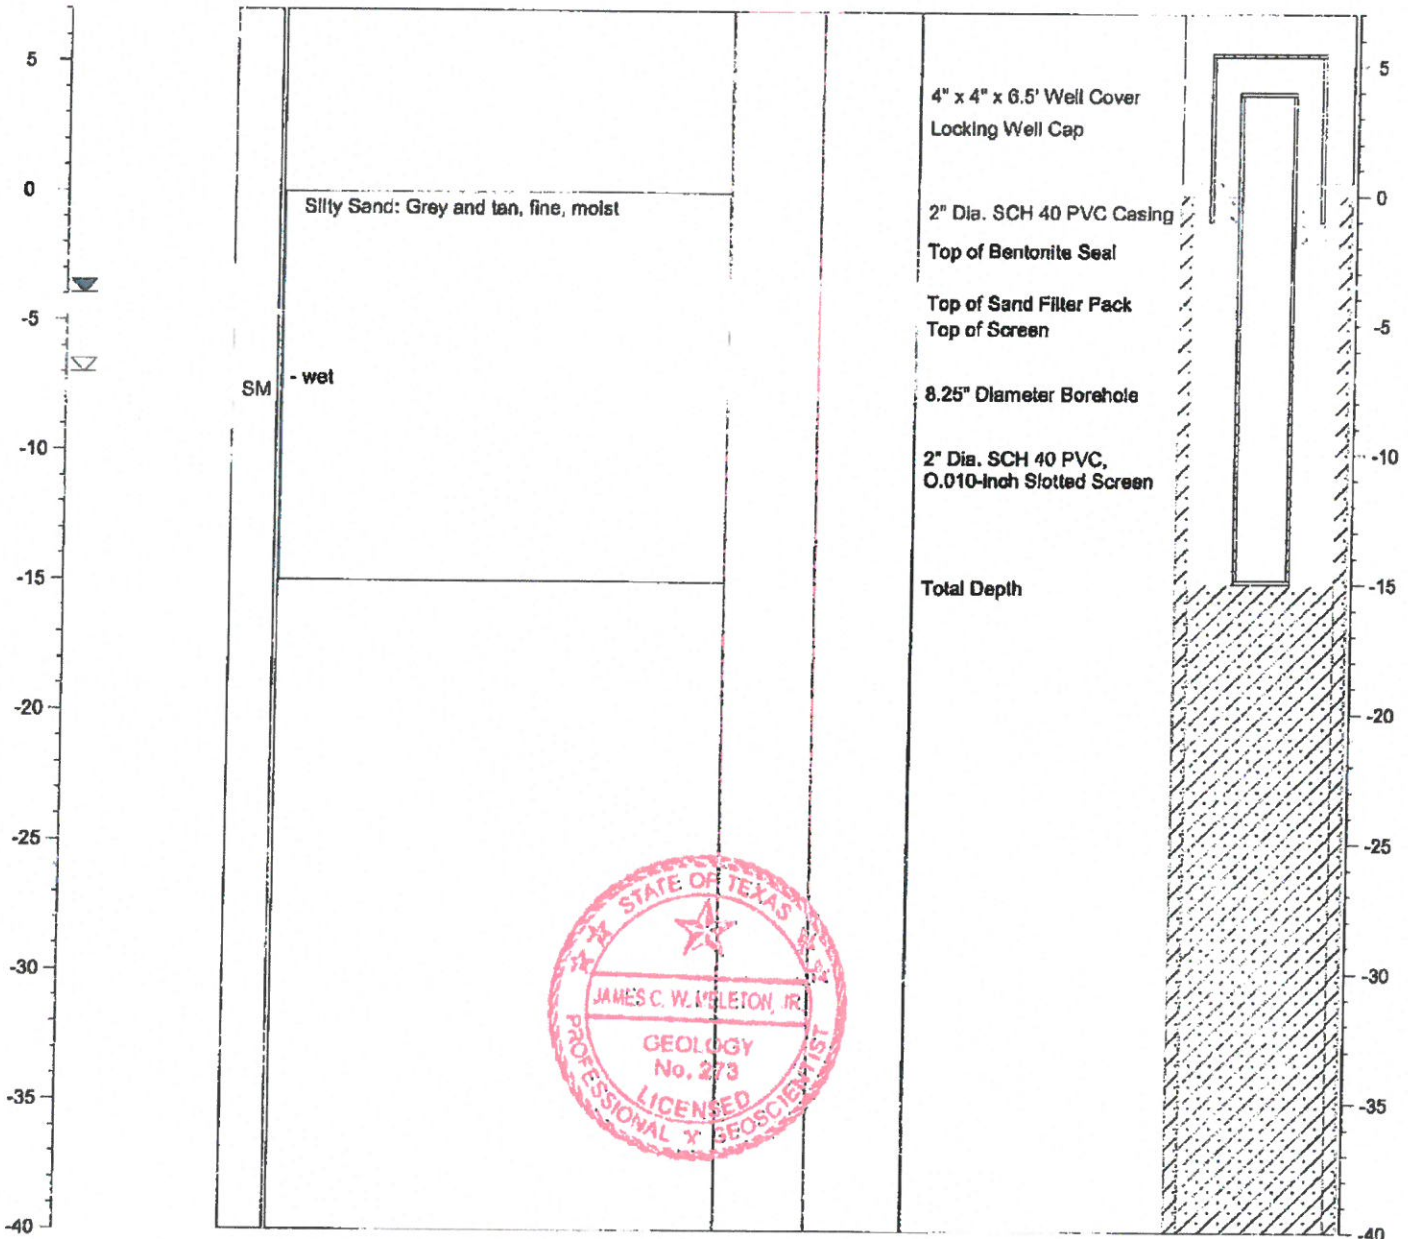 5
0
-5
-10
-15
-20
-25
-30
-35
-40
SM
Silty Sand: Grey and tan, fine, moist
- wet
4" x 4" x 6.5' Well Cover
Locking Well Cap
2" Dia. SCH 40 PVC Casing
Top of Bentonite Seal
Top of Sand Filter Pack
Top of Screen
8.25" Diameter Borehole
2" Dia. SCH 40 PVC,
0.010-Inch Slotted Screen
Total Depth
5
0
-5
-10
-15
-20
-25
-30
-35
-40
STATE OF TEXAS
JAMES C. W. JR.
GEOLOGY
No. 273
LICENSED
PROFESSIONAL GEOSCIENTIST